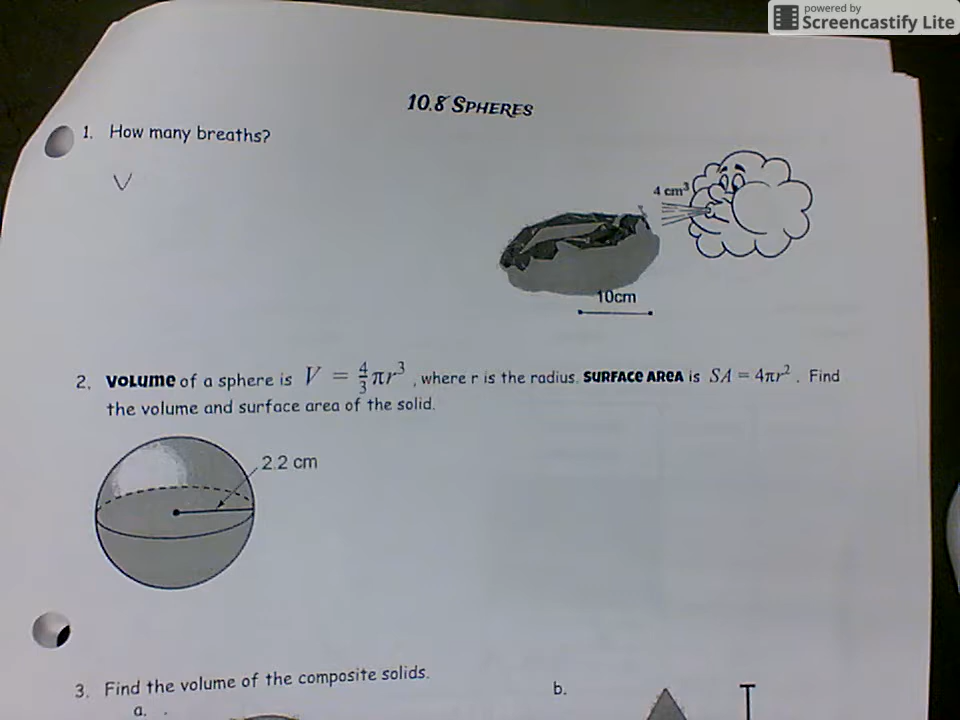 powered by
Screencastify Lite
10.8 SPHERES
1. How many breaths?
V
4 cm³
10cm
2. VOLUME of a sphere is V = 4/3 πr³ , where r is the radius. SURFACE AREA is SA = 4πr² . Find
the volume and surface area of the solid.
2.2 cm
3. Find the volume of the composite solids.
a.
b.